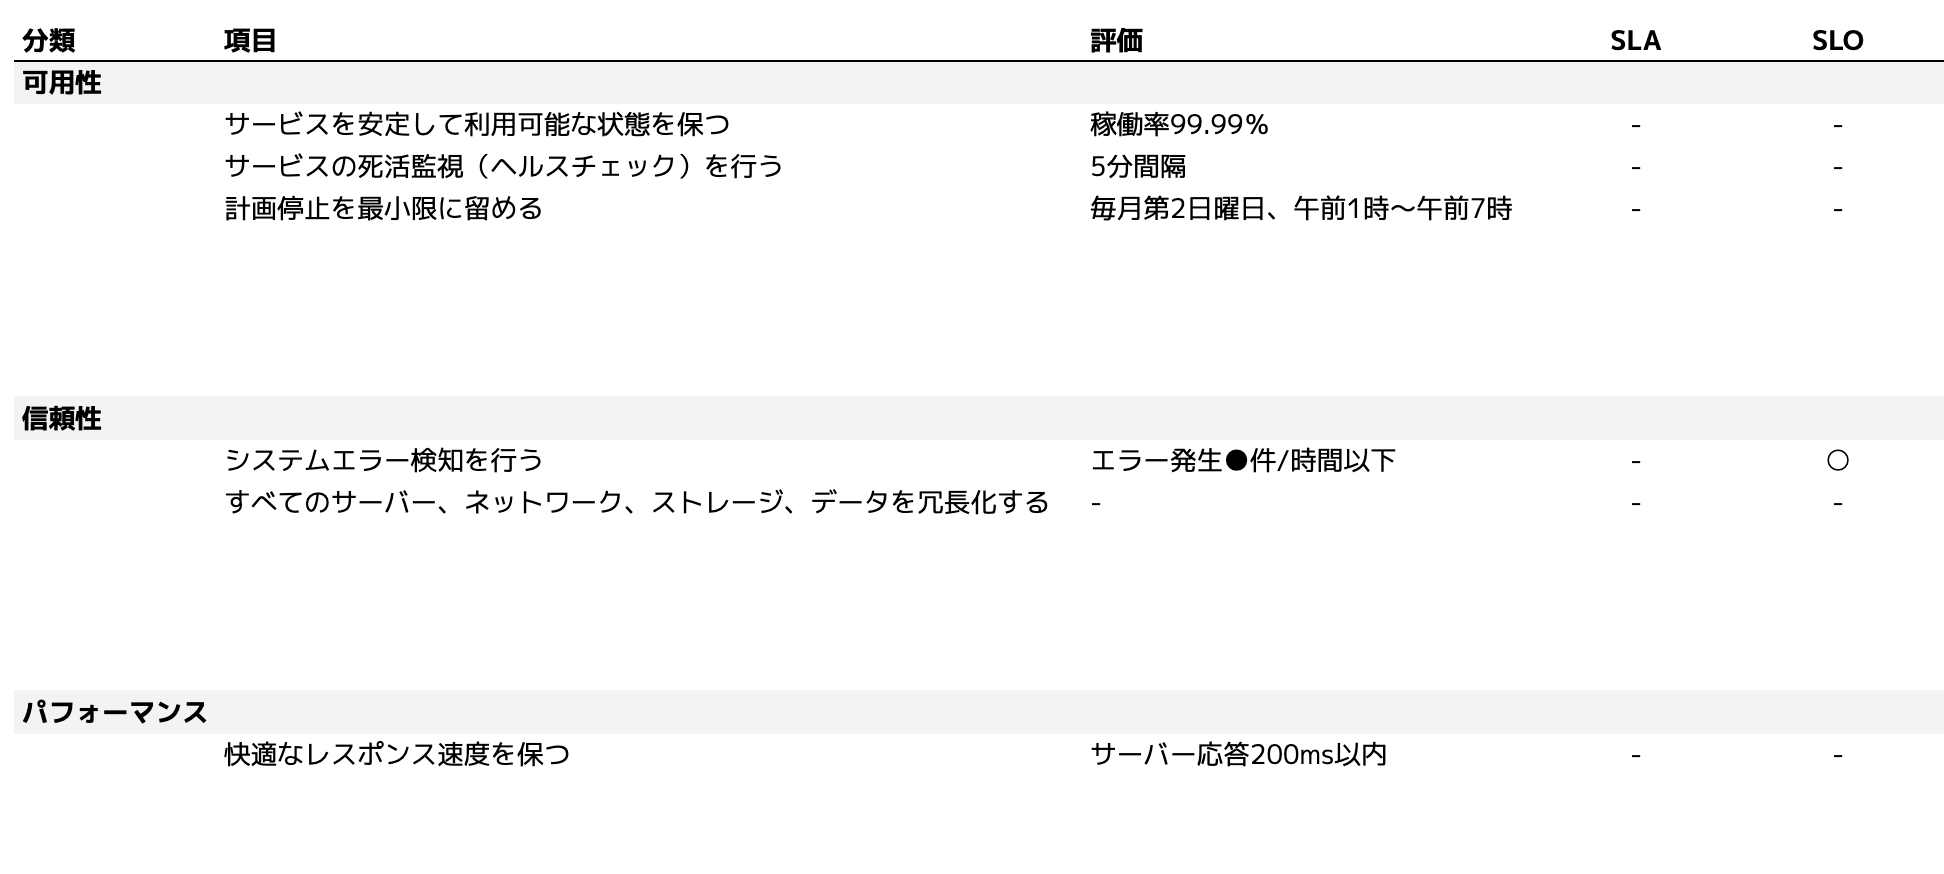 分類 項目 評価 SLA SLO
可用性
サービスを安定して利用可能な状態を保つ 稼働率99.99% - -
サービスの死活監視（ヘルスチェック）を行う 5分間隔 - -
計画停止を最小限に留める 毎月第2日曜日、午前1時〜午前7時 - -
信頼性
システムエラー検知を行う エラー発生●件/時間以下 - ○
すべてのサーバー、ネットワーク、ストレージ、データを冗長化する - - -
パフォーマンス
快適なレスポンス速度を保つ サーバー応答200ms以内 - -